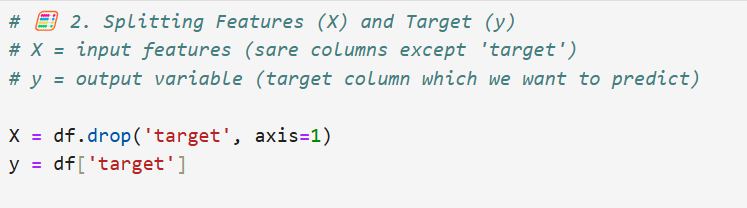 # 🧮 2. Splitting Features (X) and Target (y)
# X = input features (sare columns except 'target')
# y = output variable (target column which we want to predict)
X = df.drop('target', axis=1)
y = df['target']